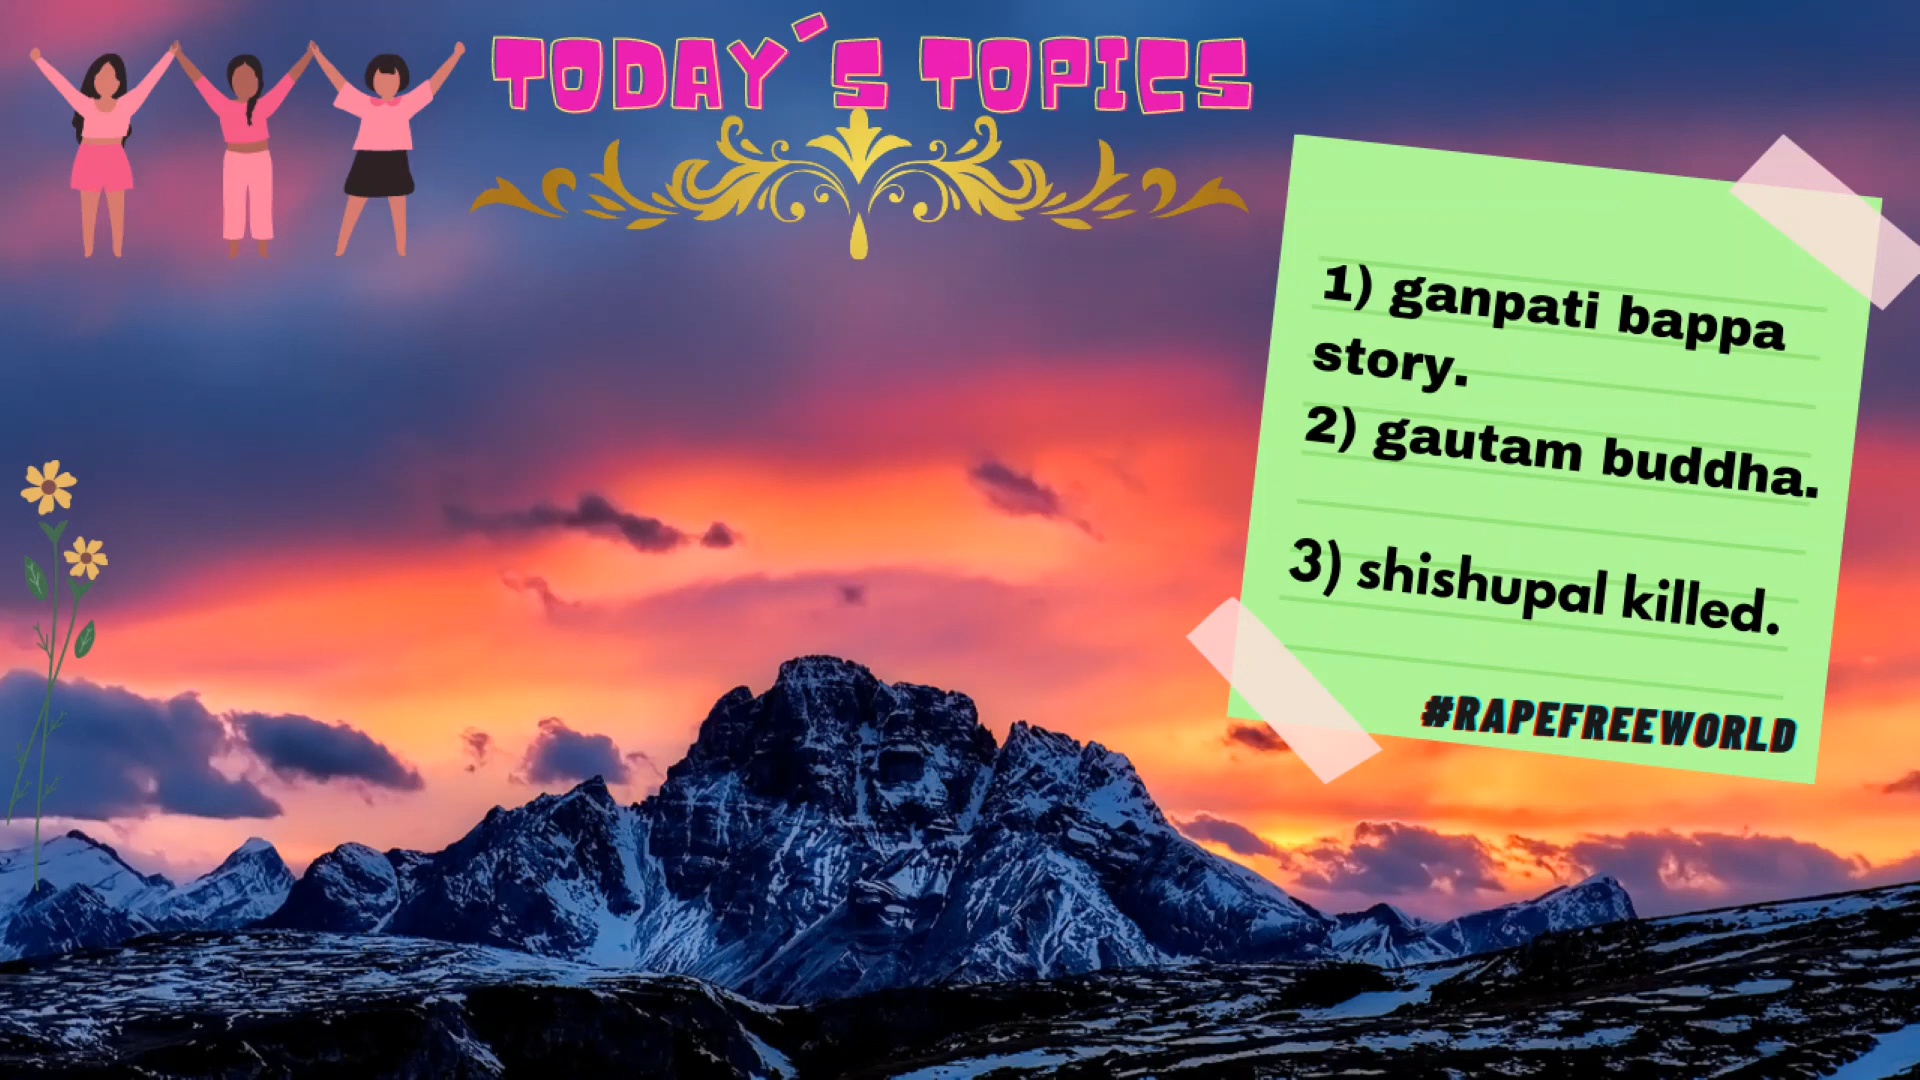 TODAY´S TOPICS
1) ganpati bappa
story.
2) gautam buddha.
3) shishupal killed.
#RAPEFREEWORLD